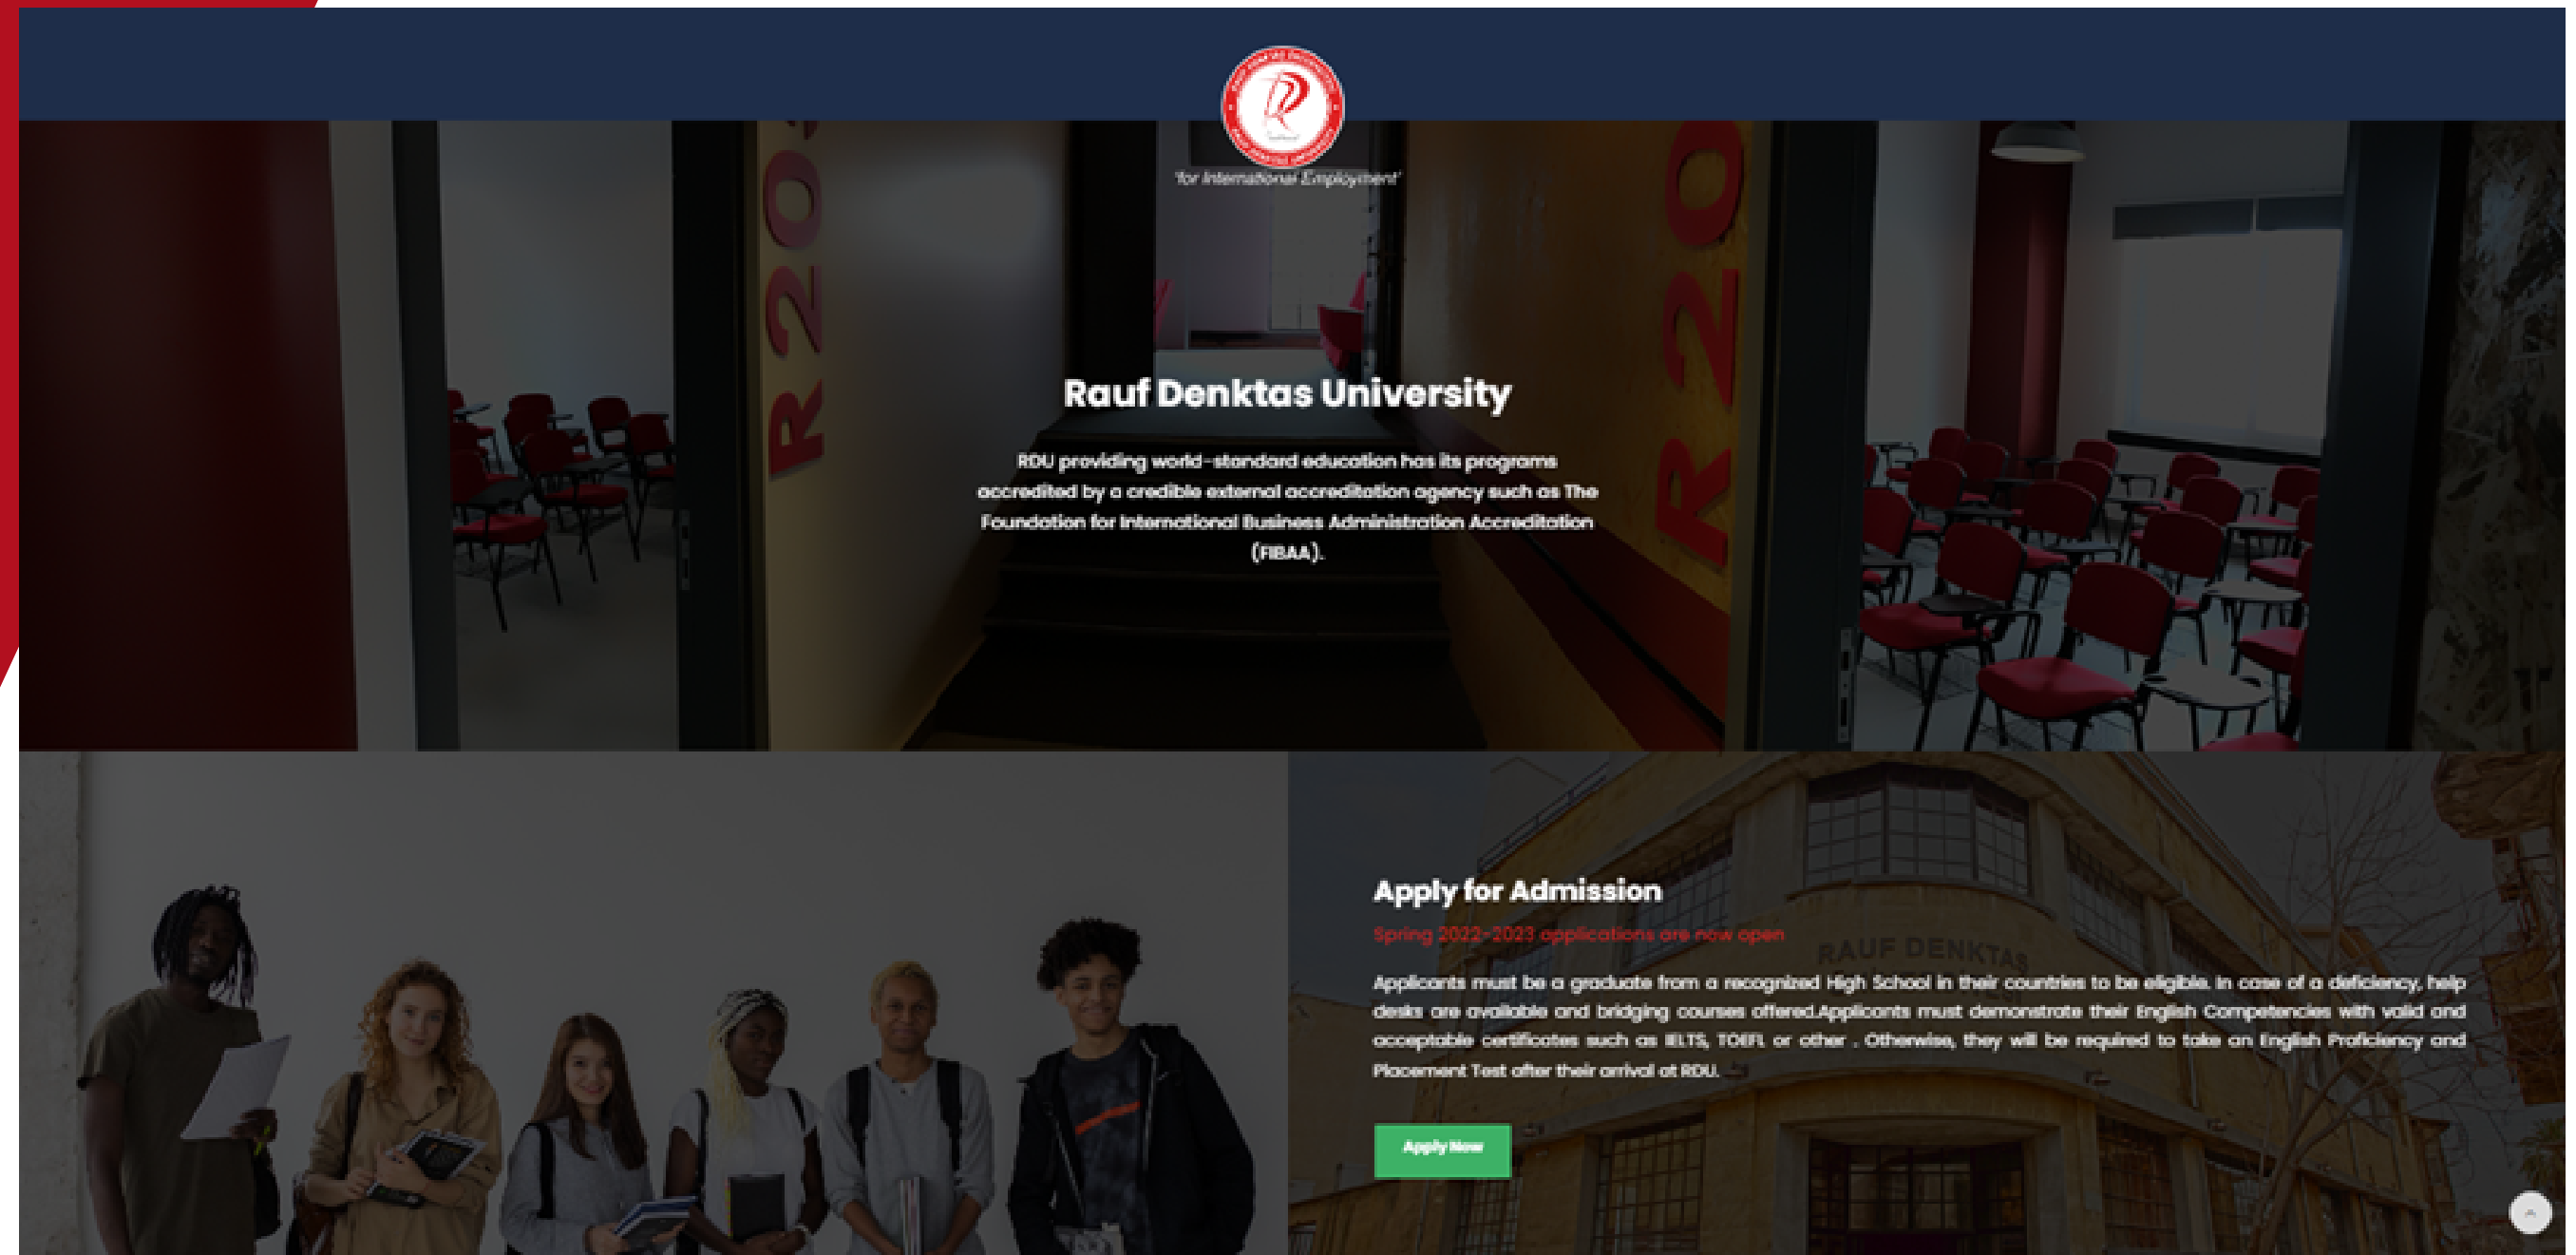 'for International Employment'
R 20
R 20
Rauf Denktas University
RDU providing world-standard education has its programs
accredited by a credible external accreditation agency such as The
Foundation for International Business Administration Accreditation
(FIBAA).
Apply for Admission
Spring 2022-2023 applications are now open
RAUF DENKTAS
Applicants must be a graduate from a recognized High School in their countries to be eligible. In case of a deficiency, help
desks are available and bridging courses offered.Applicants must demonstrate their English Competencies with valid and
acceptable certificates such as IELTS, TOEFL or other . Otherwise, they will be required to take an English Proficiency and
Placement Test after their arrival at RDU.
Apply Now